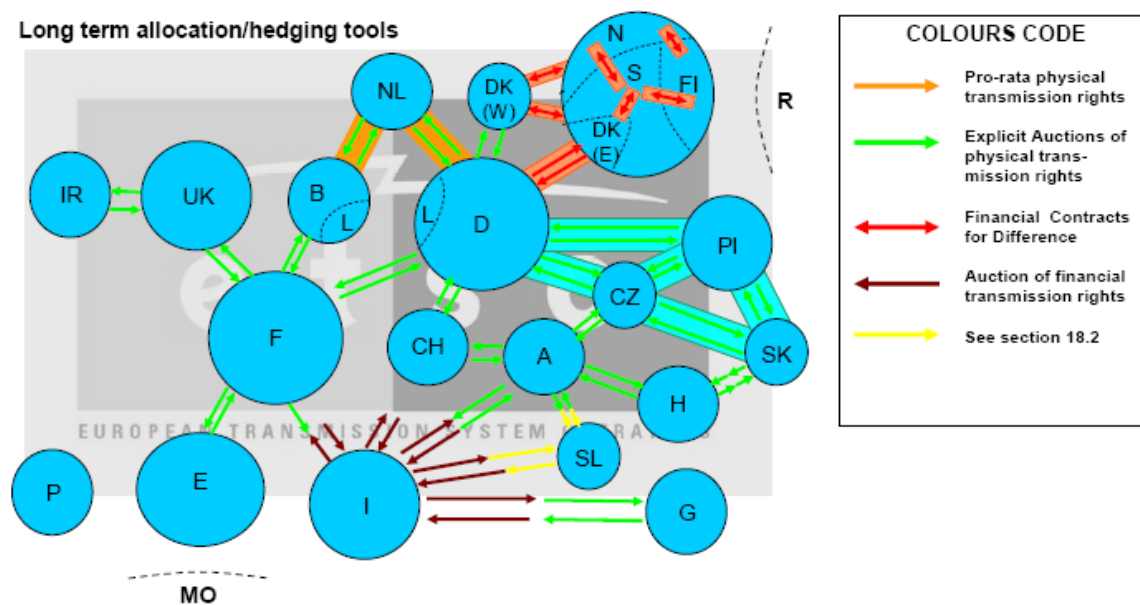 Long term allocation/hedging tools
N
S
FI
DK
(E)
DK
(W)
NL
R
IR
UK
B
L
L
D
PI
CZ
F
CH
A
SK
H
EUROPEAN TRANSMISSION SYSTEM
P
E
I
SL
G
MO
COLOURS CODE
Pro-rata physical
transmission rights
Explicit Auctions of
physical trans-
mission rights
Financial Contracts
for Difference
Auction of financial
transmission rights
See section 18.2